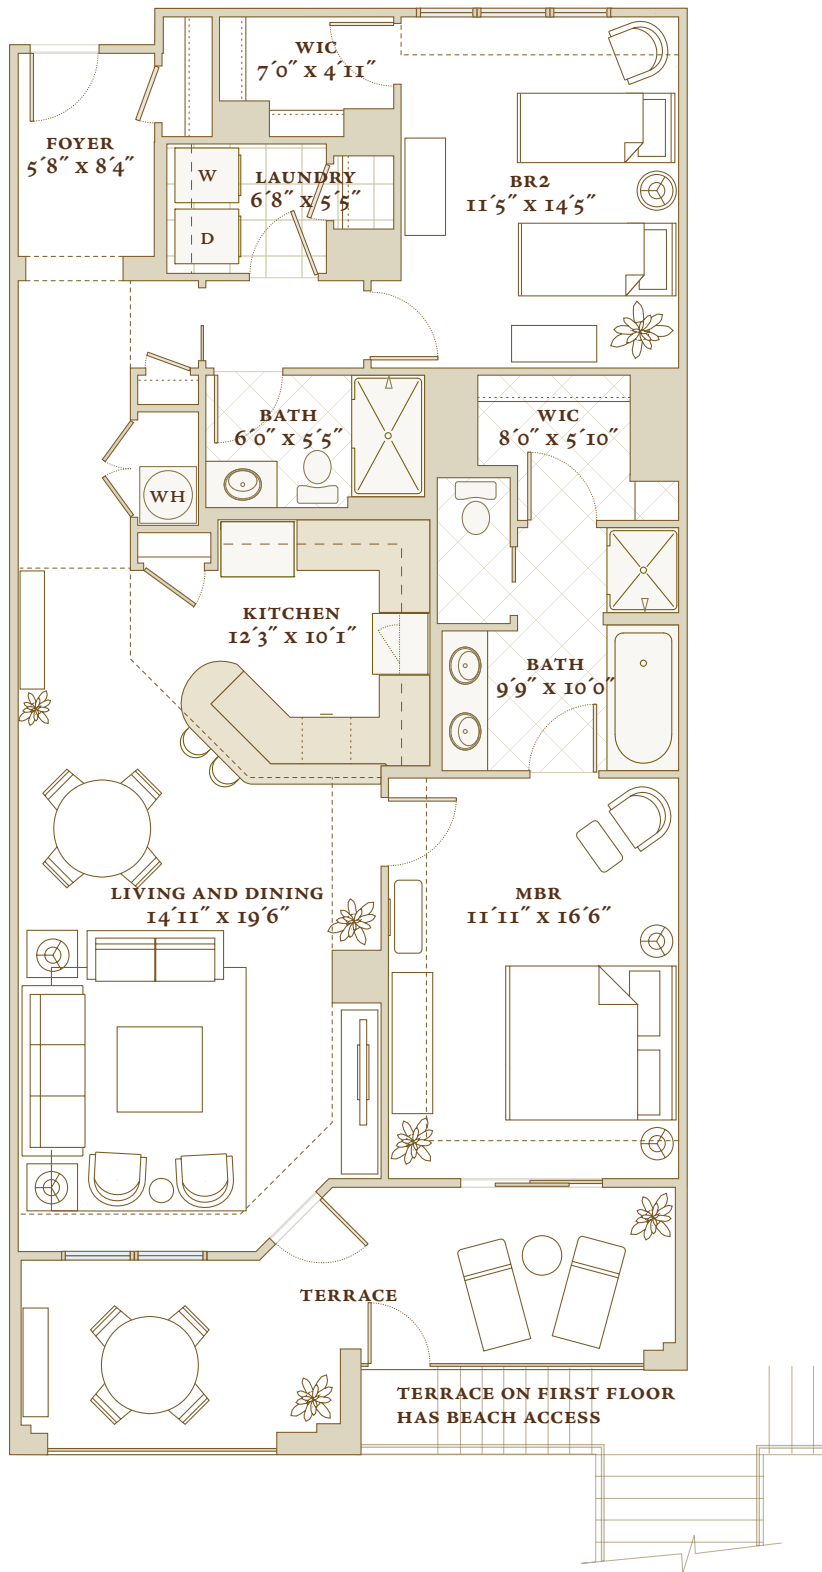 WIC
7´0˝ X 4´11˝
FOYER
5´8˝ X 8´4˝
W
LAUNDRY
6´8˝ X 5´5˝
D
BR2
11´5˝ X 14´5˝
BATH
6´0˝ X 5´5˝
WIC
8´0˝ X 5´10˝
WH
KITCHEN
12´3˝ X 10´1˝
BATH
9´9˝ X 10´0˝
LIVING AND DINING
14´11˝ X 19´6˝
MBR
11´11˝ X 16´6˝
TERRACE
TERRACE ON FIRST FLOOR
HAS BEACH ACCESS